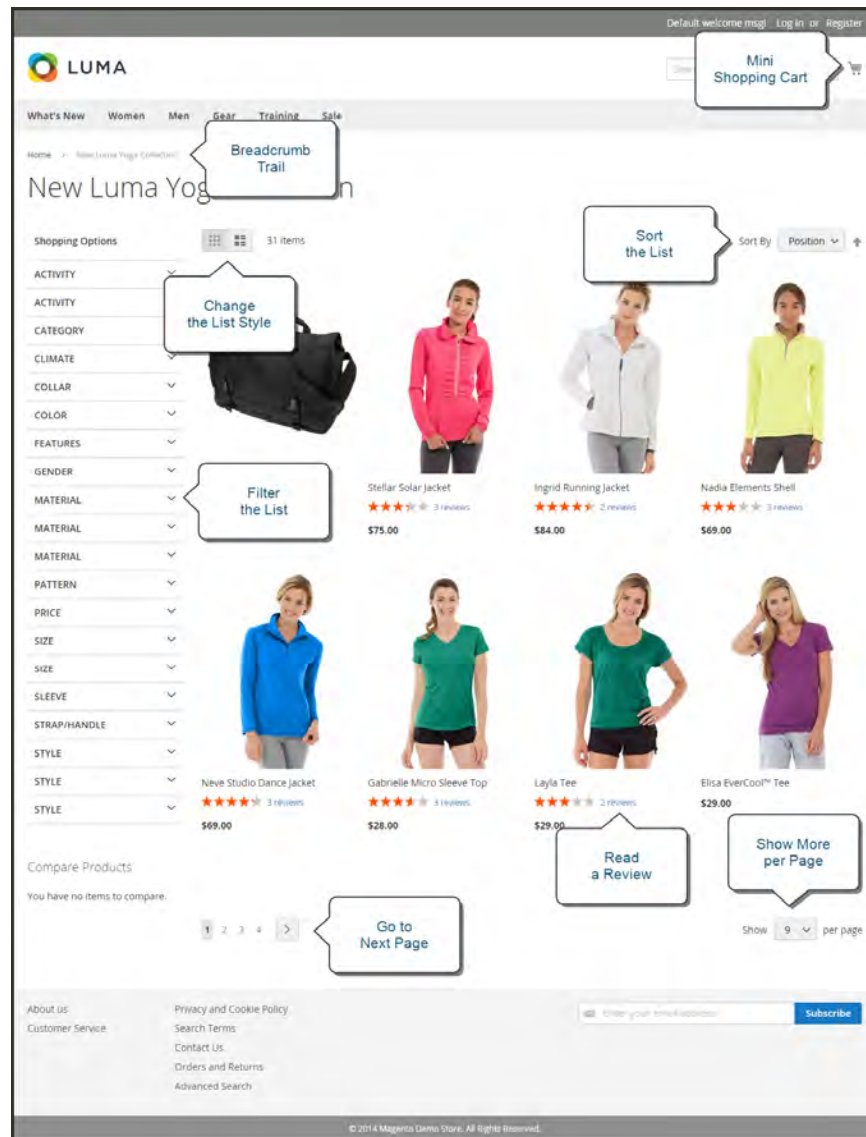 Default welcome msg! Log In or Register
LUMA
Mini
Shopping Cart
What's New Women Men Gear Training Sale
Home > New Luma Yoga Collection
Breadcrumb
Trail
New Luma Yog n
Shopping Options
31 items
Sort
the List
Sort By Position
ACTIVITY
ACTIVITY
CATEGORY
CLIMATE
COLLAR
COLOR
FEATURES
GENDER
MATERIAL
MATERIAL
MATERIAL
PATTERN
PRICE
SIZE
SIZE
SLEEVE
STRAP/HANDLE
STYLE
STYLE
STYLE
Change
the List Style
Filter
the List
Stellar Solar Jacket
3 reviews
$75.00
Ingrid Running Jacket
2 reviews
$84.00
Nadia Elements Shell
3 reviews
$69.00
Neve Studio Dance Jacket
3 reviews
$69.00
Gabrielle Micro Sleeve Top
3 reviews
$28.00
Layla Tee
2 reviews
$29.00
Elisa EverCool™ Tee
$29.00
Read
a Review
Show More
per Page
Compare Products
You have no items to compare.
1 2 3 4 >
Go to
Next Page
Show 9 per page
About us
Customer Service
Privacy and Cookie Policy
Search Terms
Contact Us
Orders and Returns
Advanced Search
Enter your email address
Subscribe
© 2014 Magento Demo Store. All Rights Reserved.